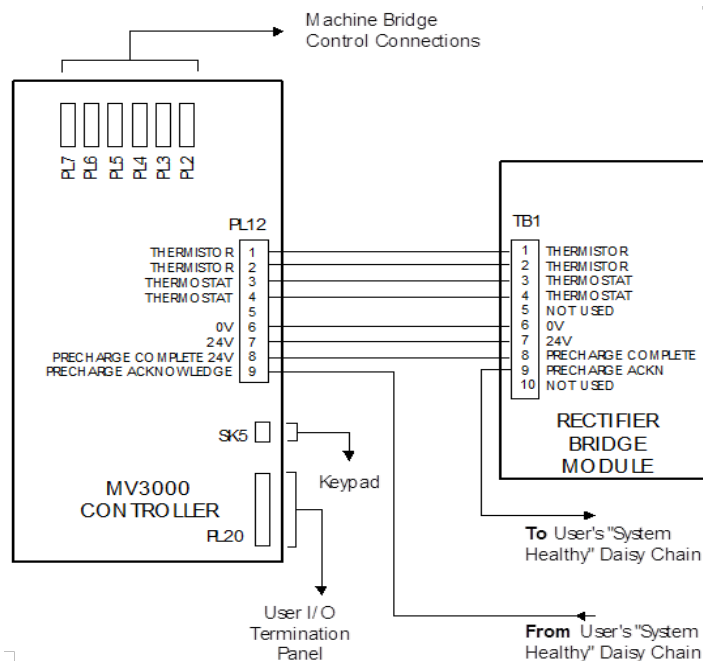 Machine Bridge
Control Connections
PL7
PL6
PL5
PL4
PL3
PL2
PL12
THERMISTOR 1
THERMISTOR 2
THERMOSTAT 3
THERMOSTAT 4
5
0V 6
24V 7
PRECHARGE COMPLETE 24V 8
PRECHARGE ACKNOWLEDGE 9
SK5
Keypad
MV3000
CONTROLLER
PL20
User I/O
Termination
Panel
TB1
1 THERMISTOR
2 THERMISTOR
3 THERMOSTAT
4 THERMOSTAT
5 NOT USED
6 0V
7 24V
8 PRECHARGE COMPLETE
9 PRECHARGE ACKN
10 NOT USED
RECTIFIER
BRIDGE
MODULE
To User's "System
Healthy" Daisy Chain
From User's "System
Healthy" Daisy Chain